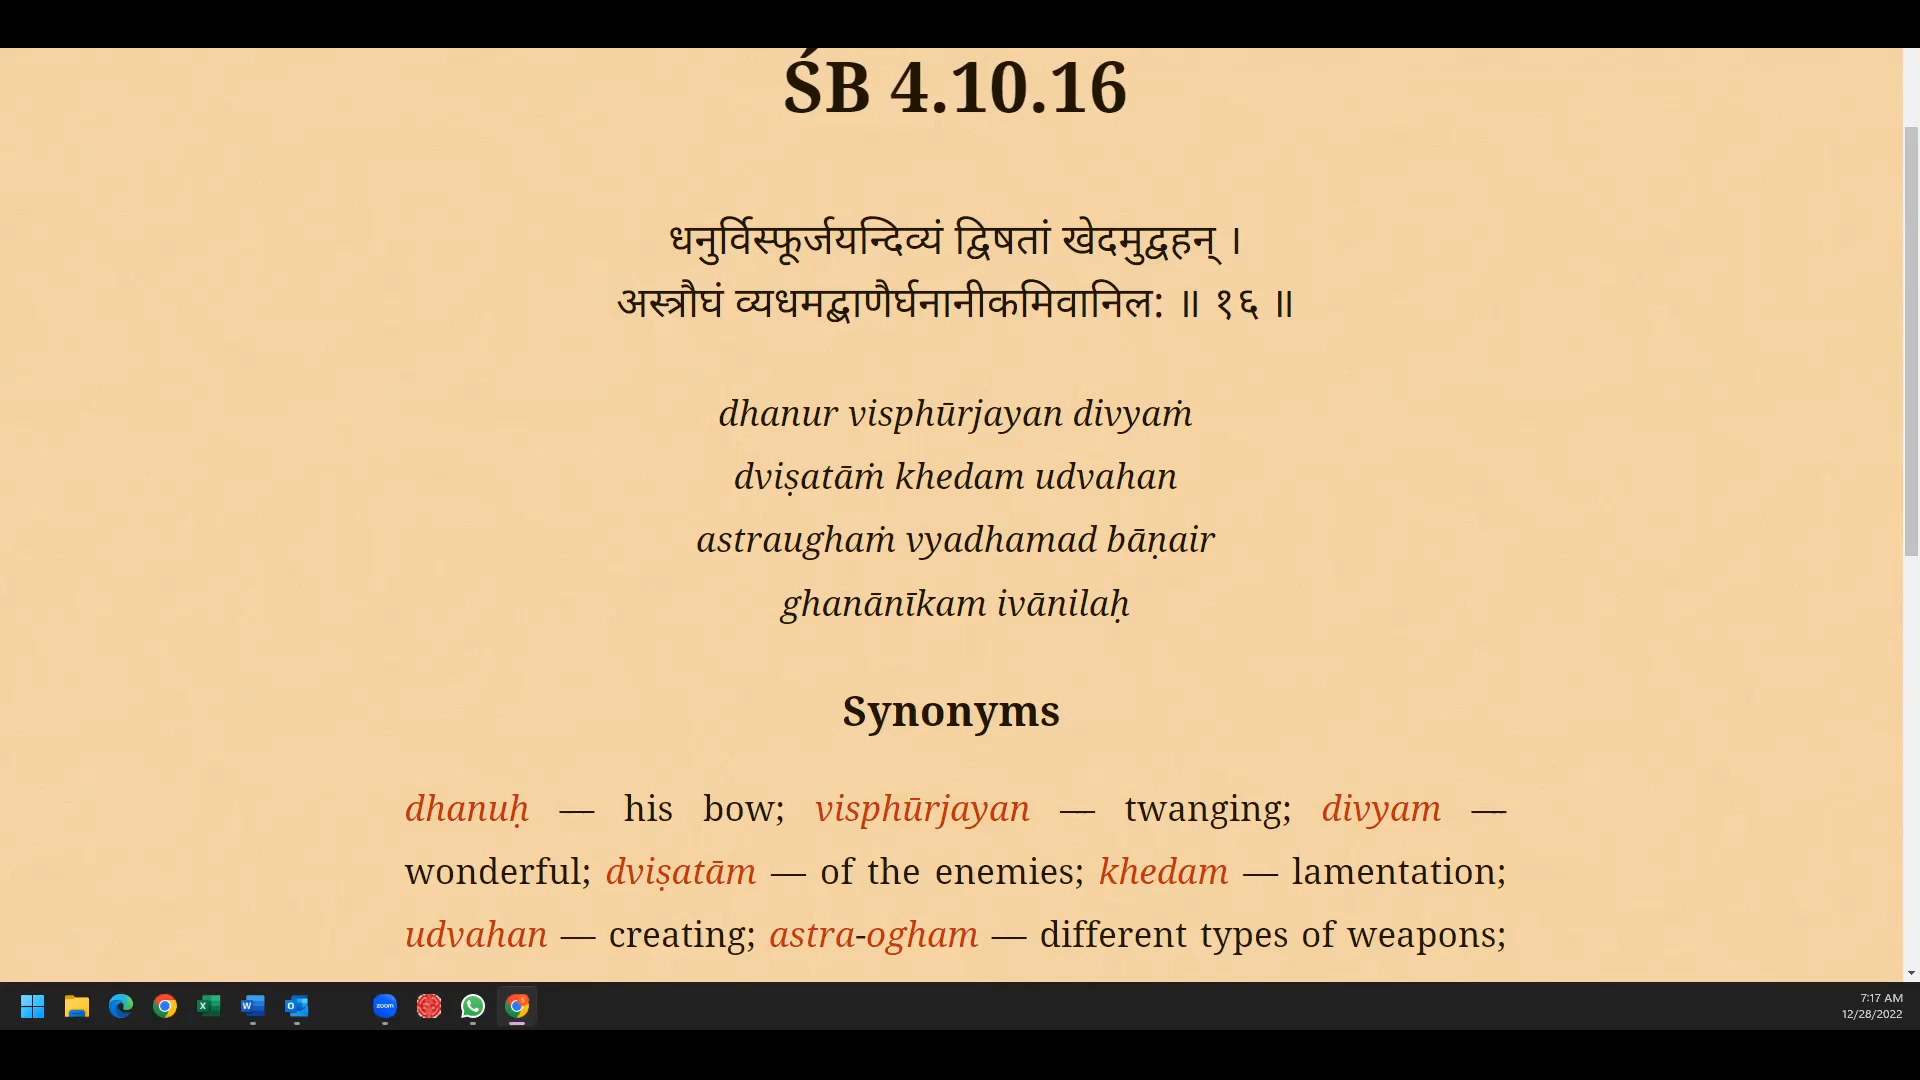 ŚB 4.10.16
धनुर्विस्फूर्जयन्दिव्यं द्विषतां खेदमुद्वहन् ।
अस्त्रौघं व्यधमद्बाणैर्घनानीकमिवानिल: ॥ १६ ॥
dhanur visphūrjayan divyaṁ
dviṣatāṁ khedam udvahan
astraughaṁ vyadhamad bāṇair
ghanānīkam ivānilaḥ
Synonyms
dhanuḥ — his bow; visphūrjayan — twanging; divyam —
wonderful; dviṣatām — of the enemies; khedam — lamentation;
udvahan — creating; astra-ogham — different types of weapons;
zoom
7:17 AM
12/28/2022